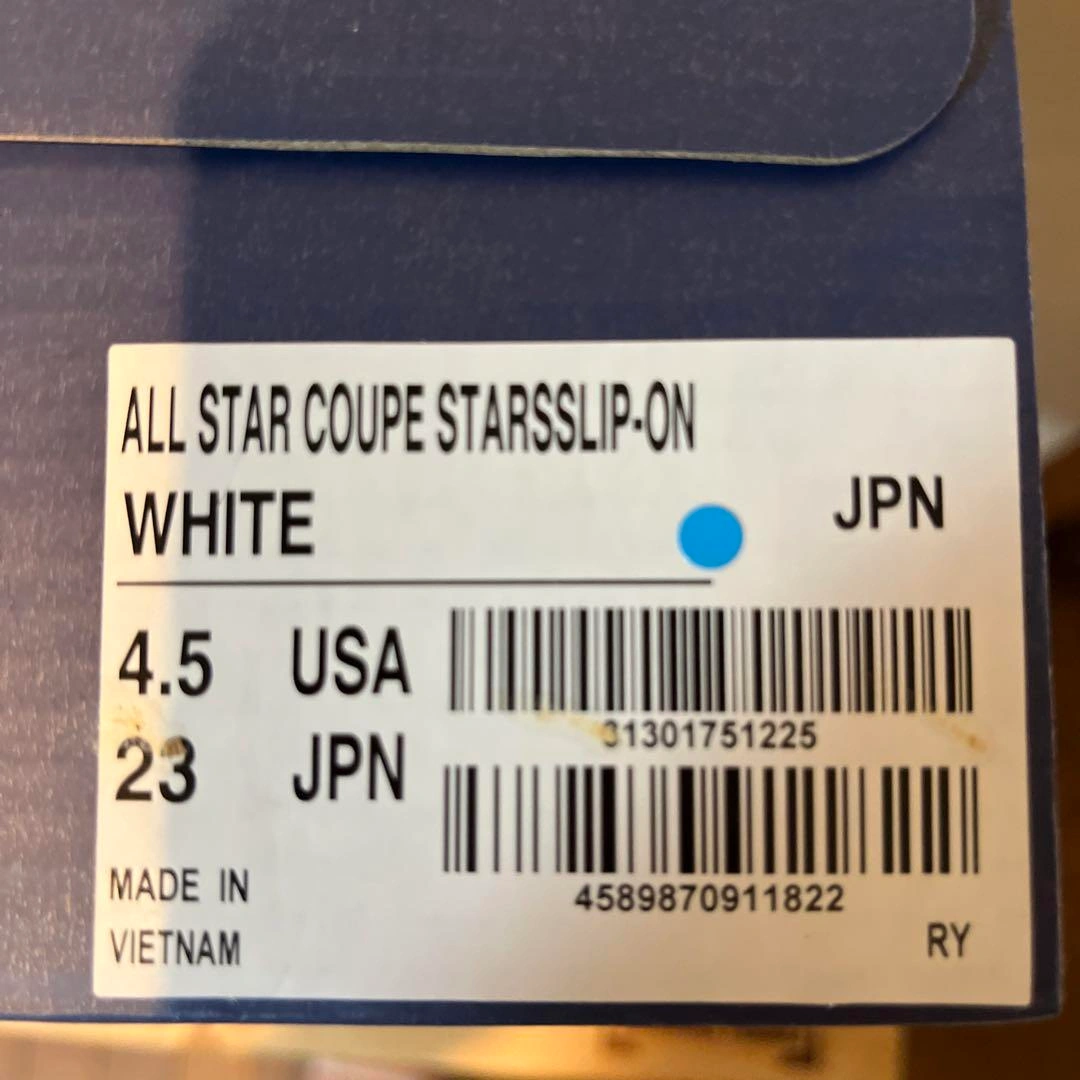 ALL STAR COUPE STARSSLIP-ON
WHITE
JPN
4.5 USA
31301751225
23 JPN
4589870911822
MADE IN
VIETNAM
RY